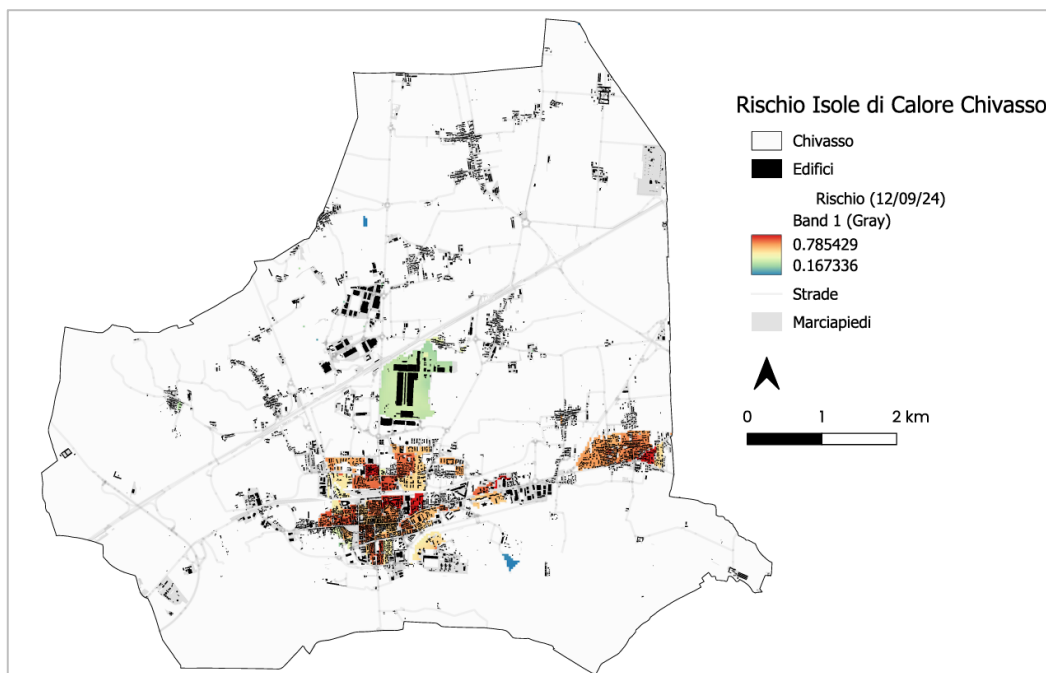 Rischio Isole di Calore Chivasso
Chivasso
Edifici
Rischio (12/09/24)
Band 1 (Gray)
0.785429
0.167336
Strade
Marciapiedi
0 1 2 km